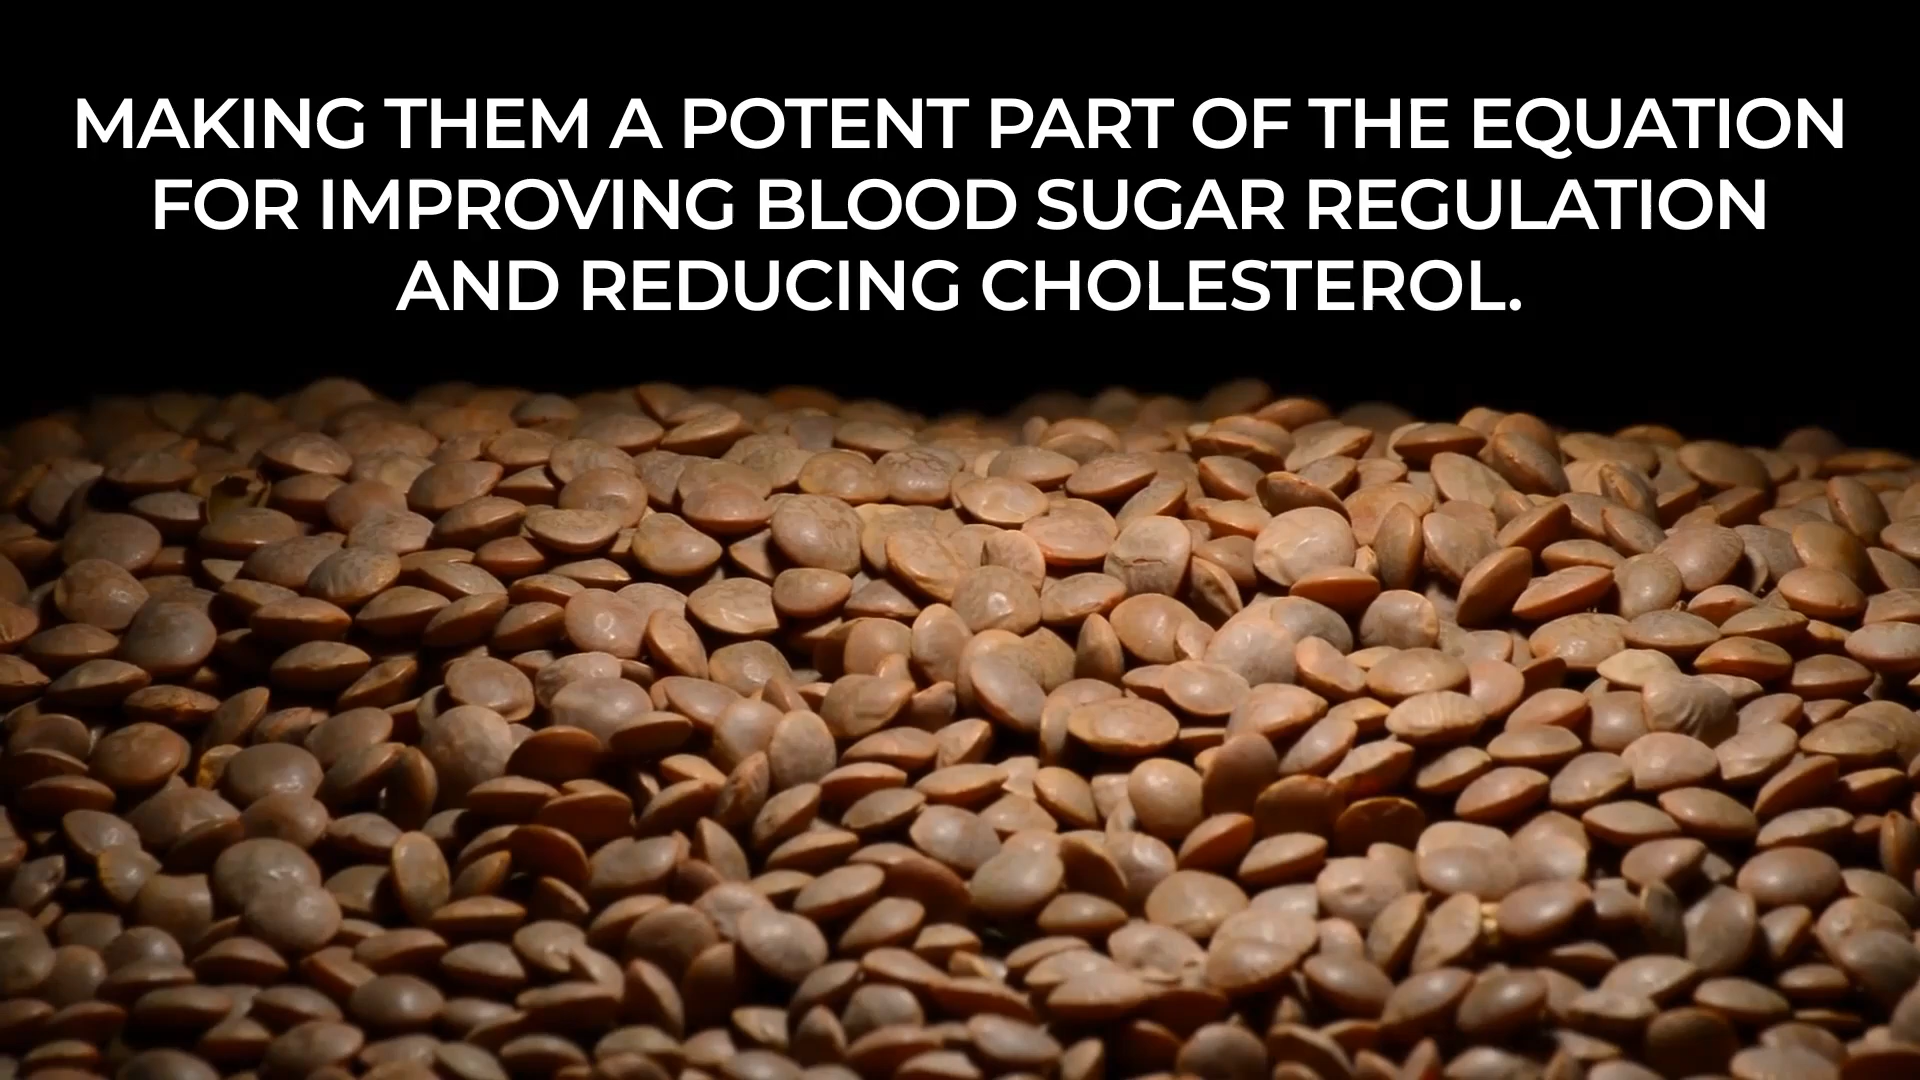 MAKING THEM A POTENT PART OF THE EQUATION
FOR IMPROVING BLOOD SUGAR REGULATION
AND REDUCING CHOLESTEROL.